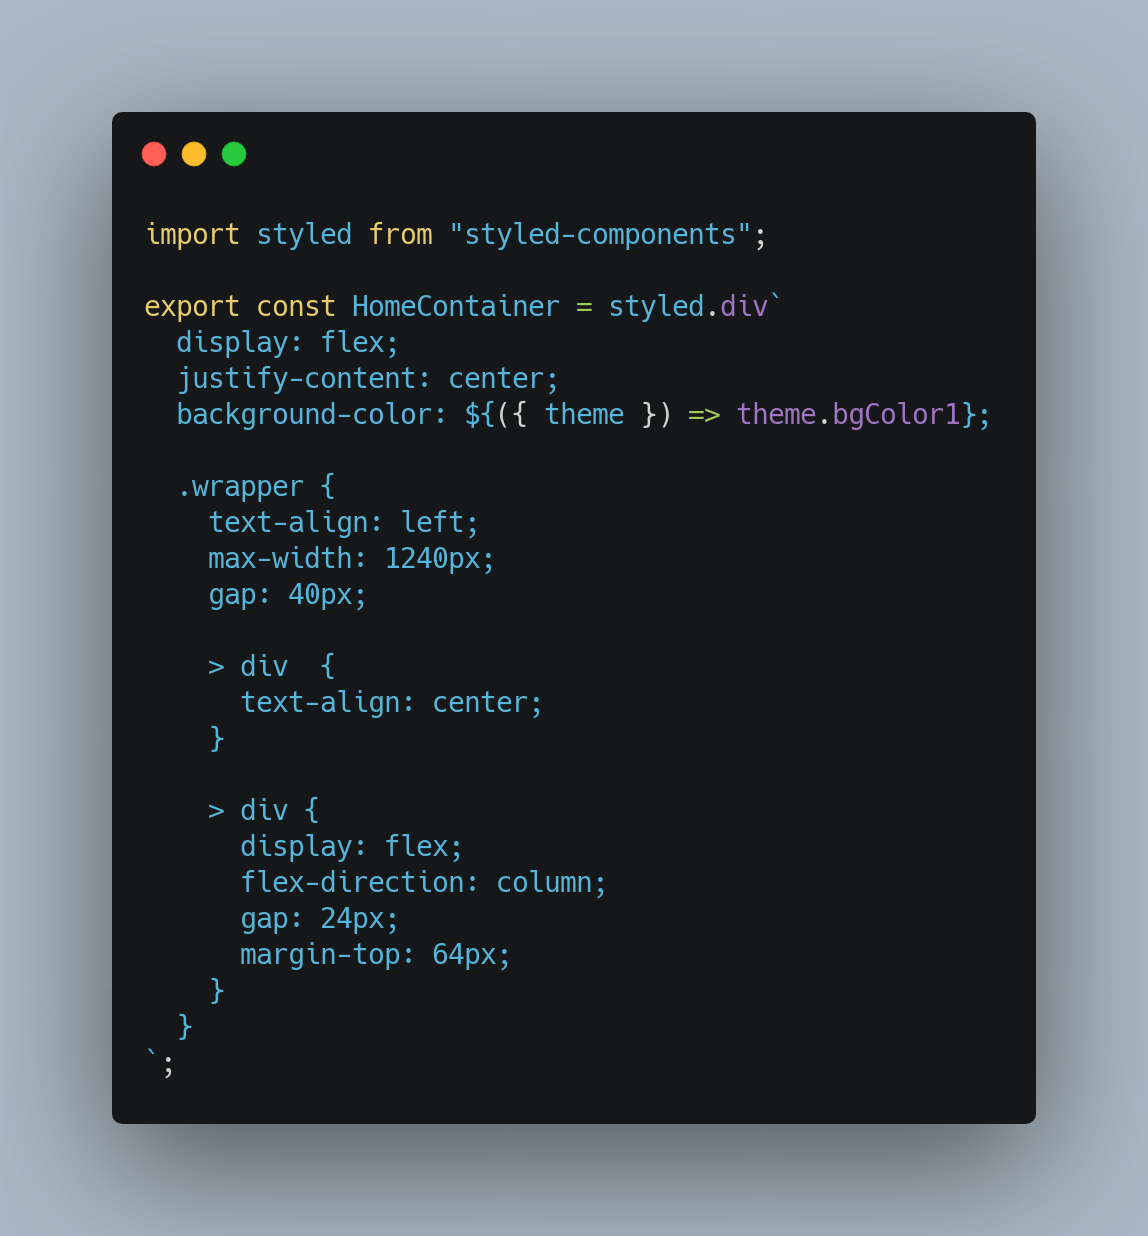 import styled from "styled-components";

export const HomeContainer = styled.div`
  display: flex;
  justify-content: center;
  background-color: ${({ theme }) => theme.bgColor1};

  .wrapper {
    text-align: left;
    max-width: 1240px;
    gap: 40px;

    > div  {
      text-align: center;
    }

    > div {
      display: flex;
      flex-direction: column;
      gap: 24px;
      margin-top: 64px;
    }
  }
`;